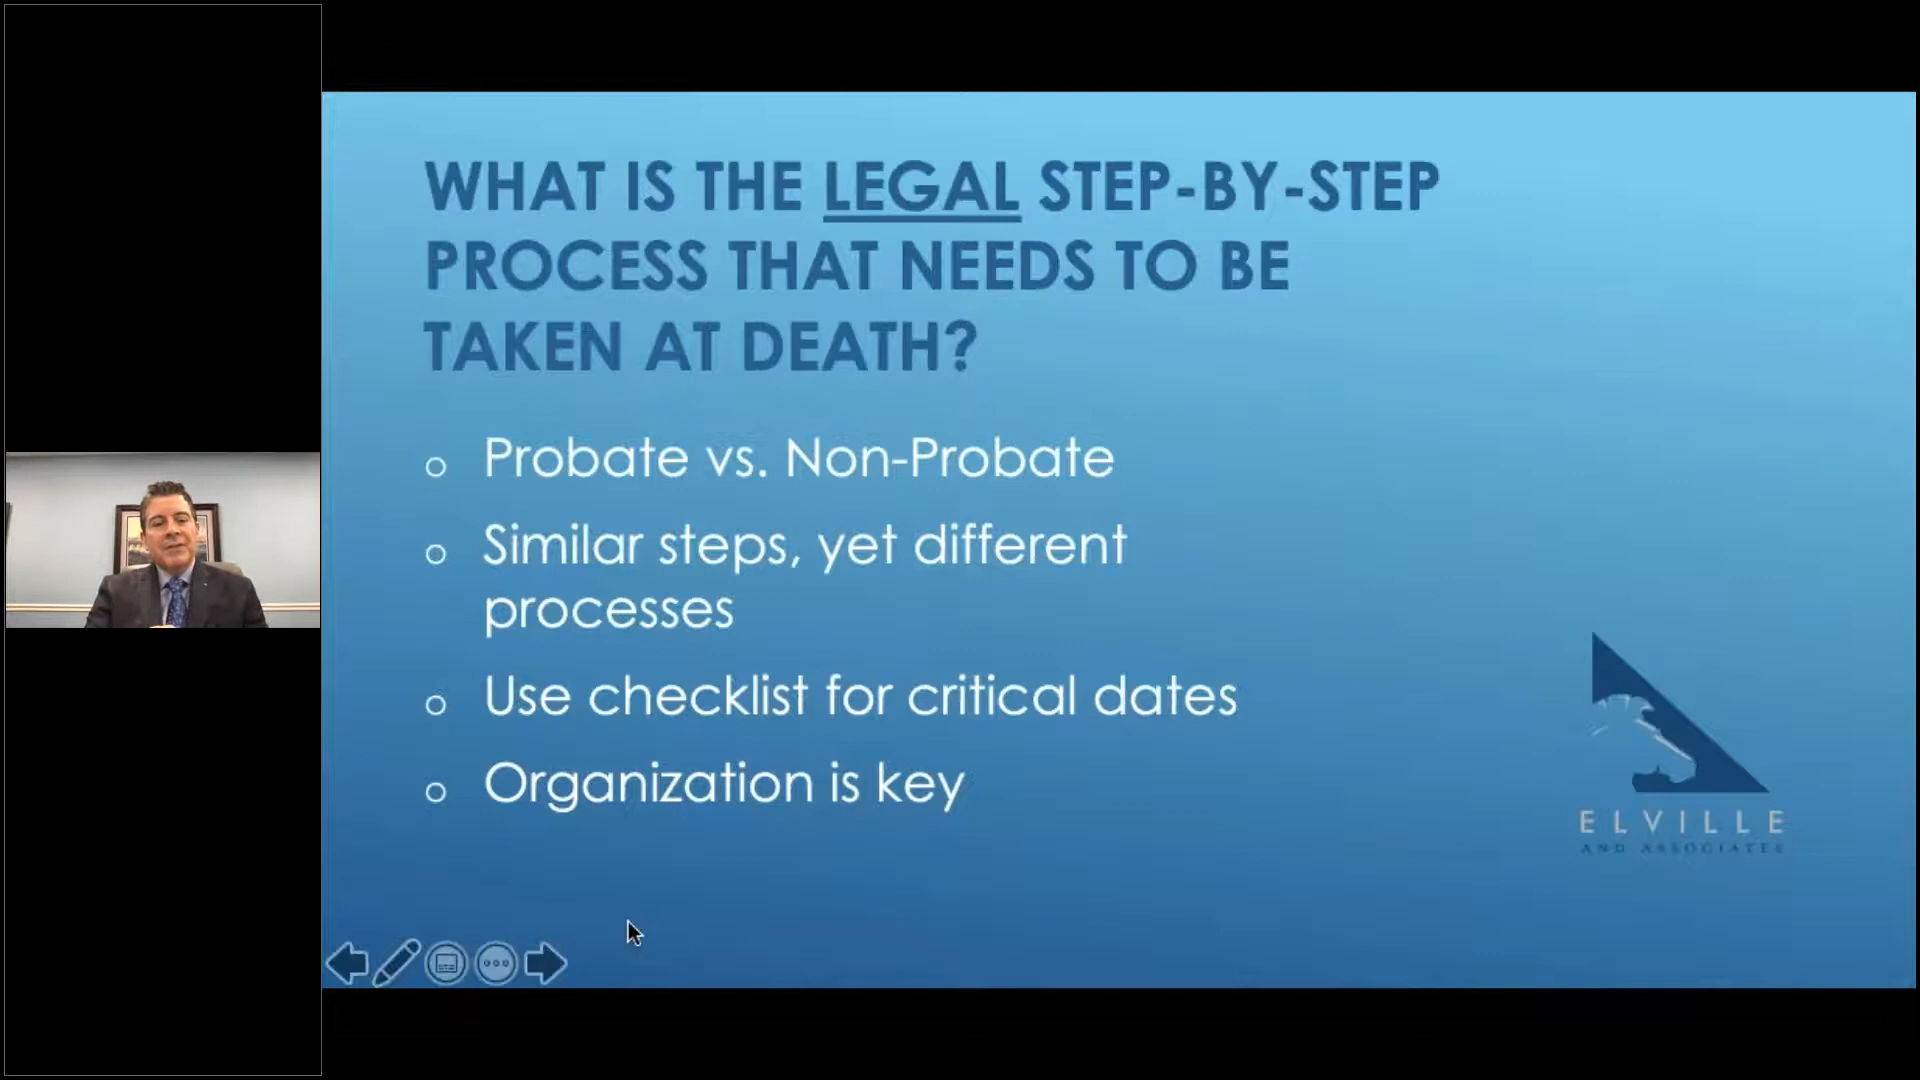 WHAT IS THE LEGAL STEP-BY-STEP
PROCESS THAT NEEDS TO BE
TAKEN AT DEATH?
Probate vs. Non-Probate
Similar steps, yet different
processes
Use checklist for critical dates
Organization is key
ELVILLE
AND ASSOCIATES